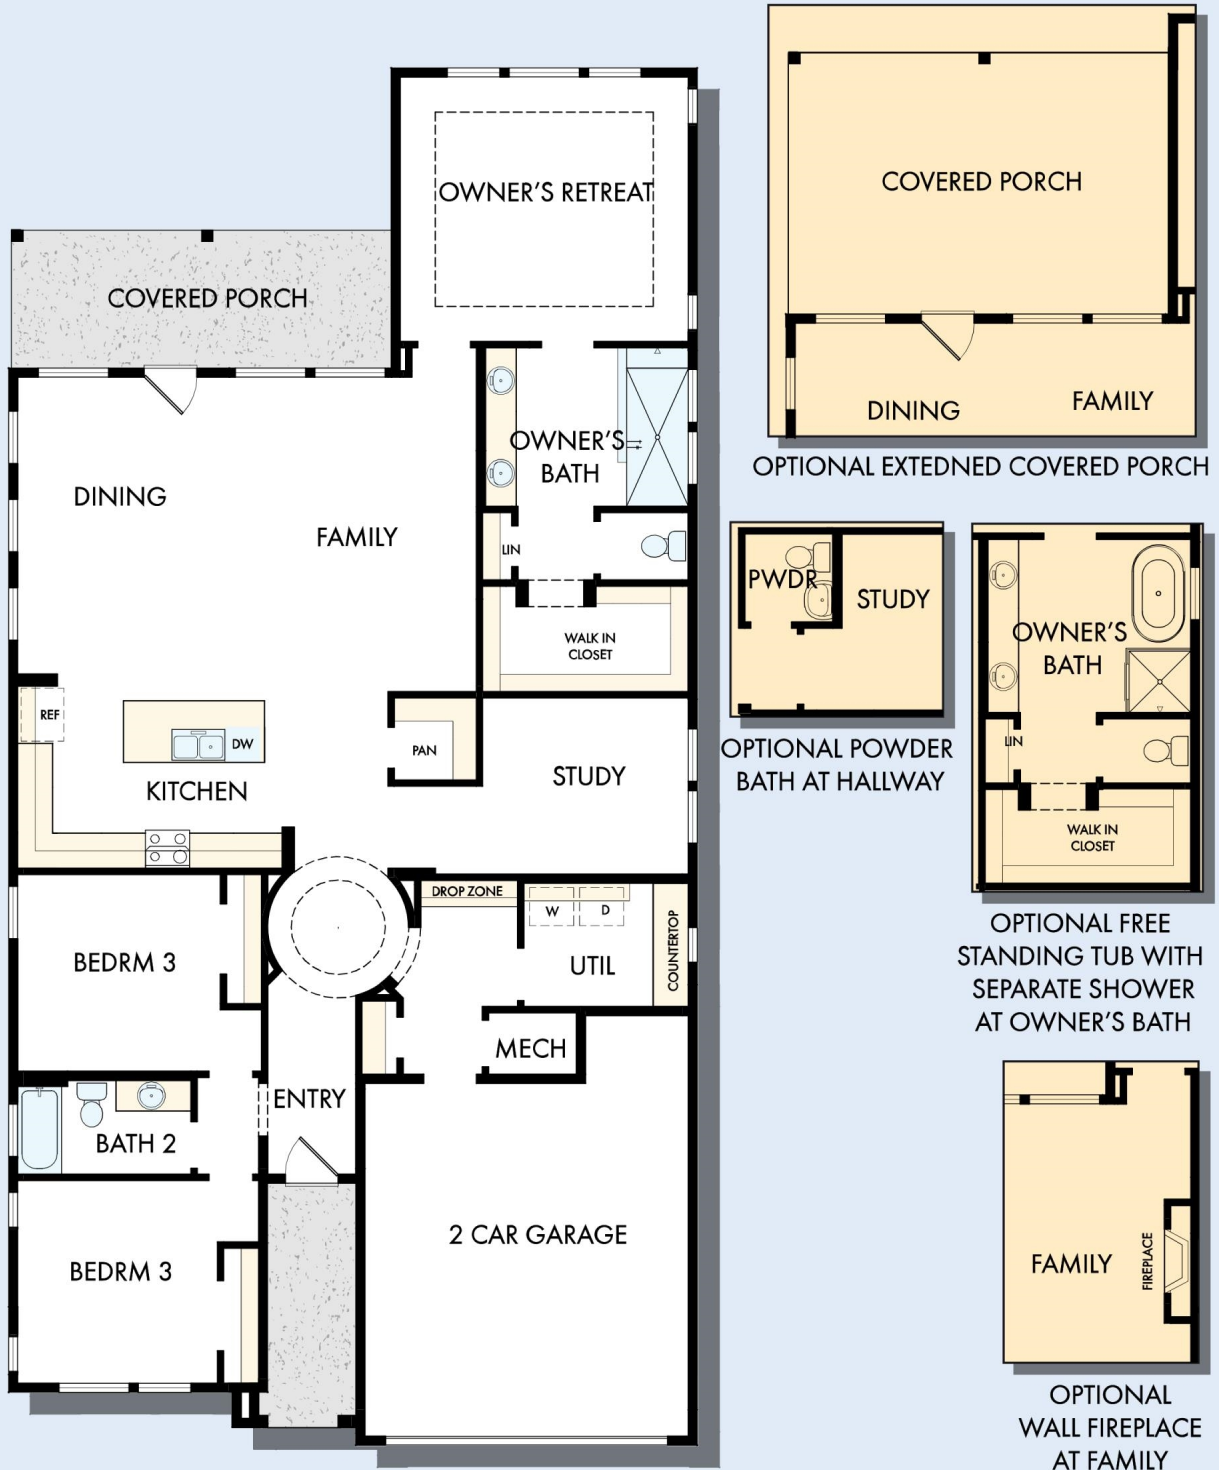 OWNER'S RETREAT
COVERED PORCH
OWNER'S
BATH
DINING
FAMILY
LIN
WALK IN
CLOSET
REF
DW
PAN
KITCHEN
STUDY
DROP ZONE
W
D
COUNTERTOP
BEDRM 3
UTIL
MECH
ENTRY
BATH 2
2 CAR GARAGE
BEDRM 3
COVERED PORCH
DINING
FAMILY
OPTIONAL EXTEDNED COVERED PORCH
PWDR
STUDY
OPTIONAL POWDER
BATH AT HALLWAY
OWNER'S
BATH
LIN
WALK IN
CLOSET
OPTIONAL FREE
STANDING TUB WITH
SEPARATE SHOWER
AT OWNER'S BATH
FAMILY
FIREPLACE
OPTIONAL
WALL FIREPLACE
AT FAMILY